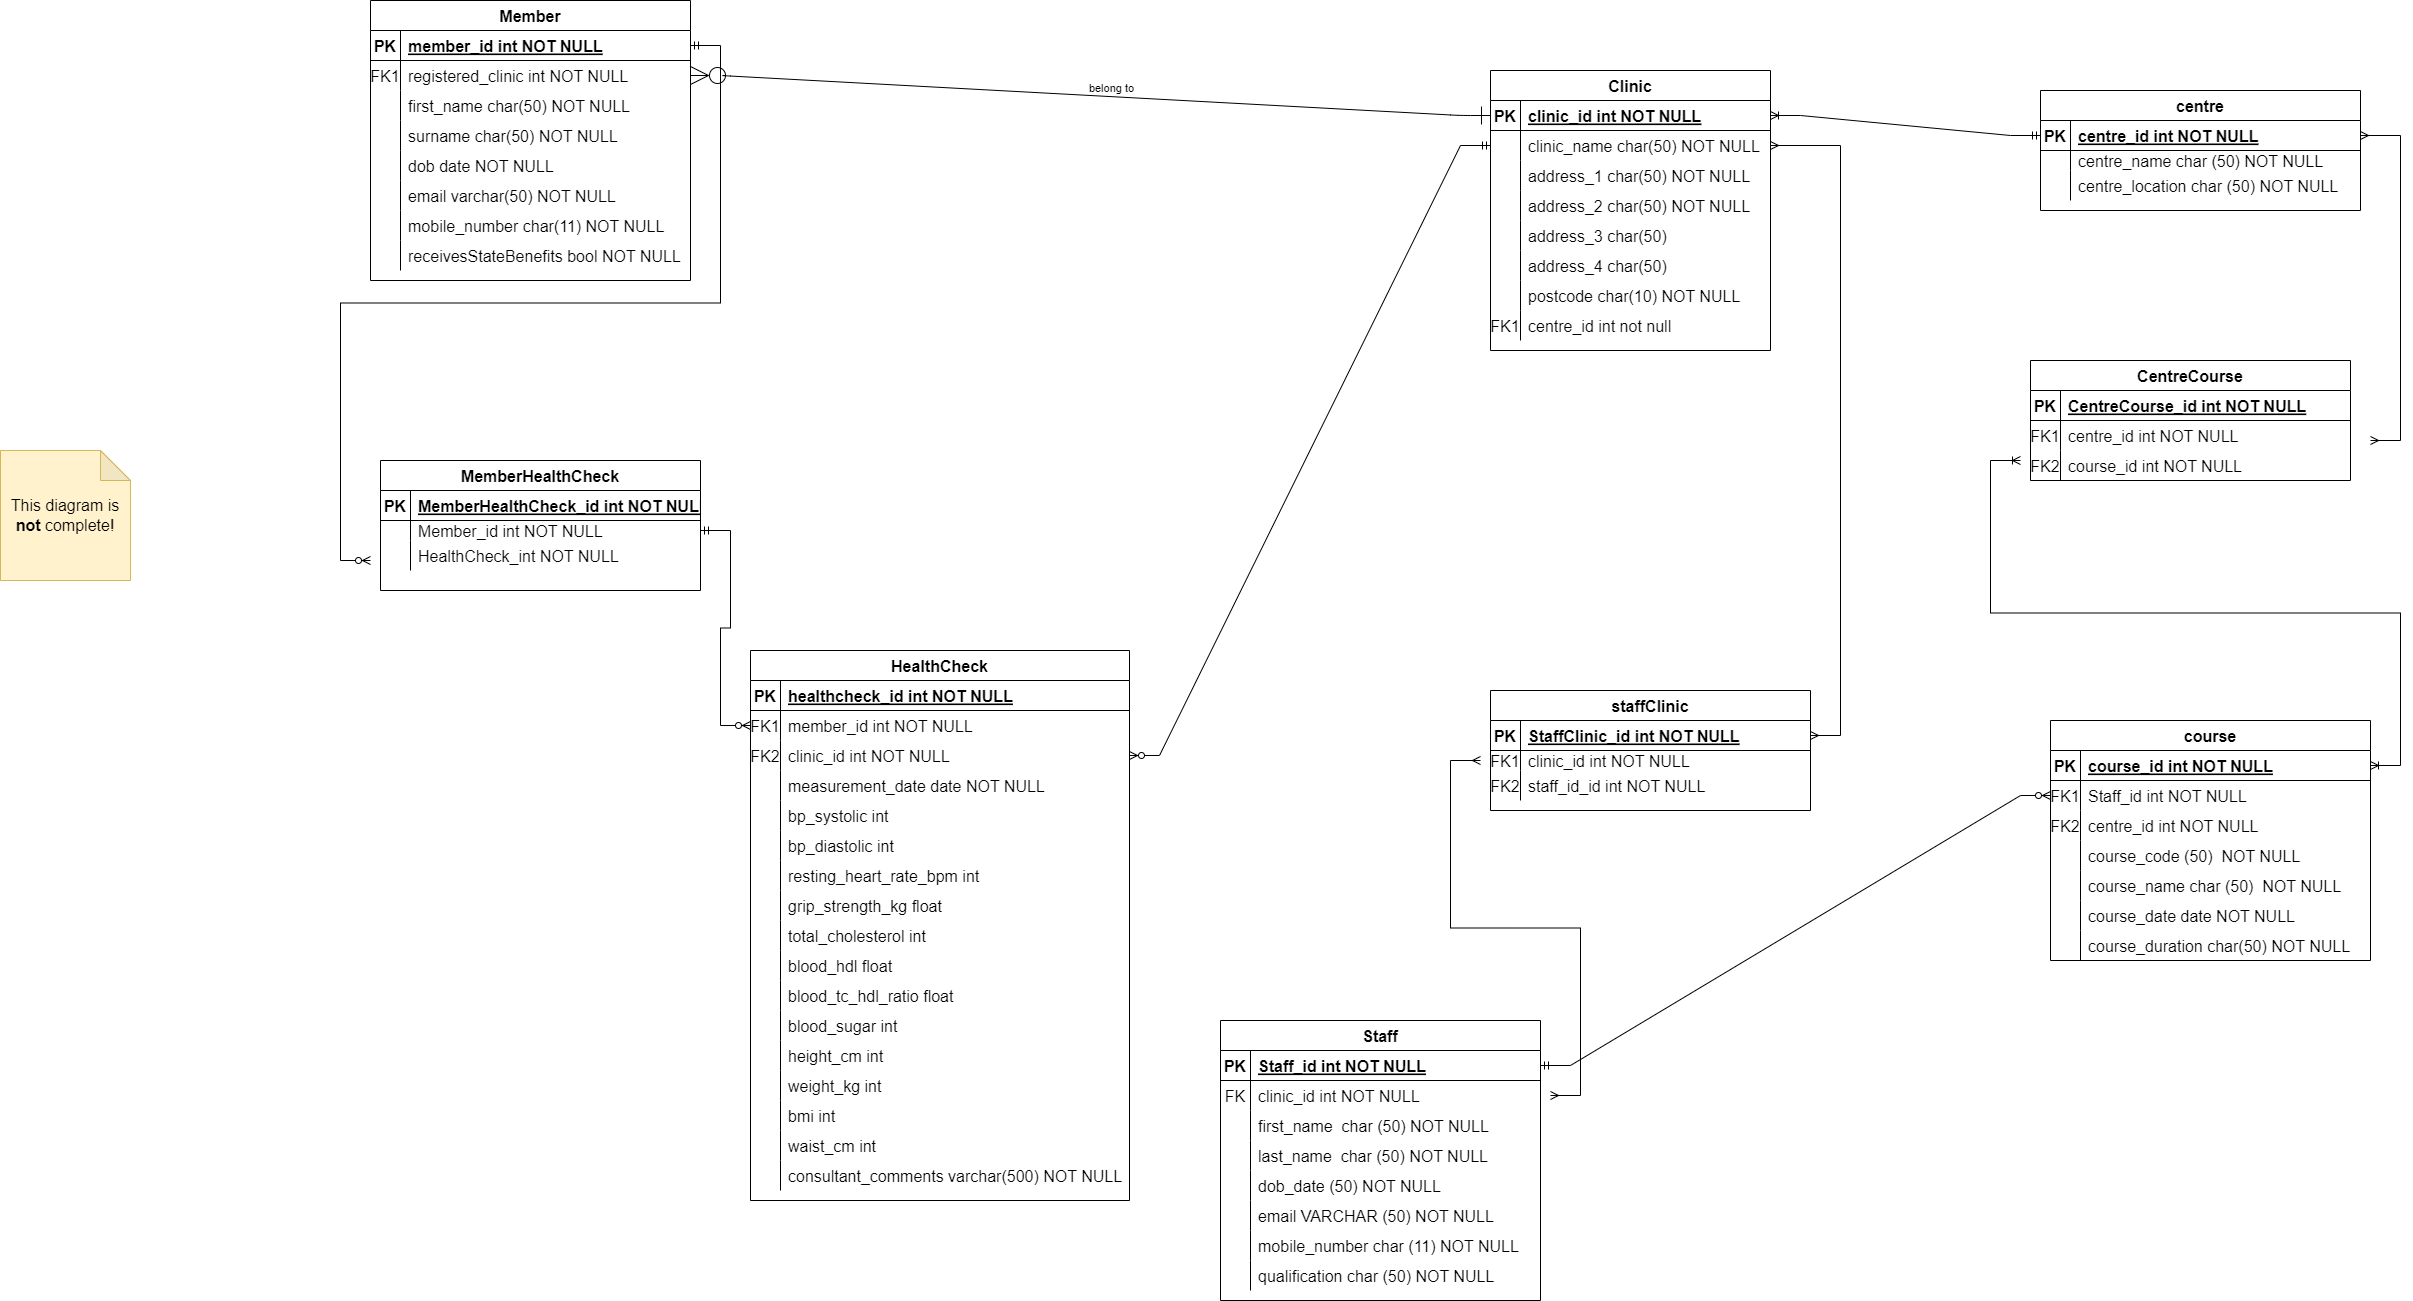 Member
PK member_id int NOT NULL
FK1 registered_clinic int NOT NULL
first_name char(50) NOT NULL
surname char(50) NOT NULL
dob date NOT NULL
email varchar(50) NOT NULL
mobile_number char(11) NOT NULL
receivesStateBenefits bool NOT NULL
belong to
Clinic
PK clinic_id int NOT NULL
clinic_name char(50) NOT NULL
address_1 char(50) NOT NULL
address_2 char(50) NOT NULL
address_3 char(50)
address_4 char(50)
postcode char(10) NOT NULL
FK1 centre_id int not null
centre
PK centre_id int NOT NULL
centre_name char (50) NOT NULL
centre_location char (50) NOT NULL
CentreCourse
PK CentreCourse_id int NOT NULL
FK1 centre_id int NOT NULL
FK2 course_id int NOT NULL
This diagram is
not complete!
MemberHealthCheck
PK MemberHealthCheck_id int NOT NUL
Member_id int NOT NULL
HealthCheck_int NOT NULL
HealthCheck
PK healthcheck_id int NOT NULL
FK1 member_id int NOT NULL
FK2 clinic_id int NOT NULL
measurement_date date NOT NULL
bp_systolic int
bp_diastolic int
resting_heart_rate_bpm int
grip_strength_kg float
total_cholesterol int
blood_hdl float
blood_tc_hdl_ratio float
blood_sugar int
height_cm int
weight_kg int
bmi int
waist_cm int
consultant_comments varchar(500) NOT NULL
staffClinic
PK StaffClinic_id int NOT NULL
FK1 clinic_id int NOT NULL
FK2 staff_id_id int NOT NULL
course
PK course_id int NOT NULL
FK1 Staff_id int NOT NULL
FK2 centre_id int NOT NULL
course_code (50) NOT NULL
course_name char (50) NOT NULL
course_date date NOT NULL
course_duration char(50) NOT NULL
Staff
PK Staff_id int NOT NULL
FK clinic_id int NOT NULL
first_name char (50) NOT NULL
last_name char (50) NOT NULL
dob_date (50) NOT NULL
email VARCHAR (50) NOT NULL
mobile_number char (11) NOT NULL
qualification char (50) NOT NULL